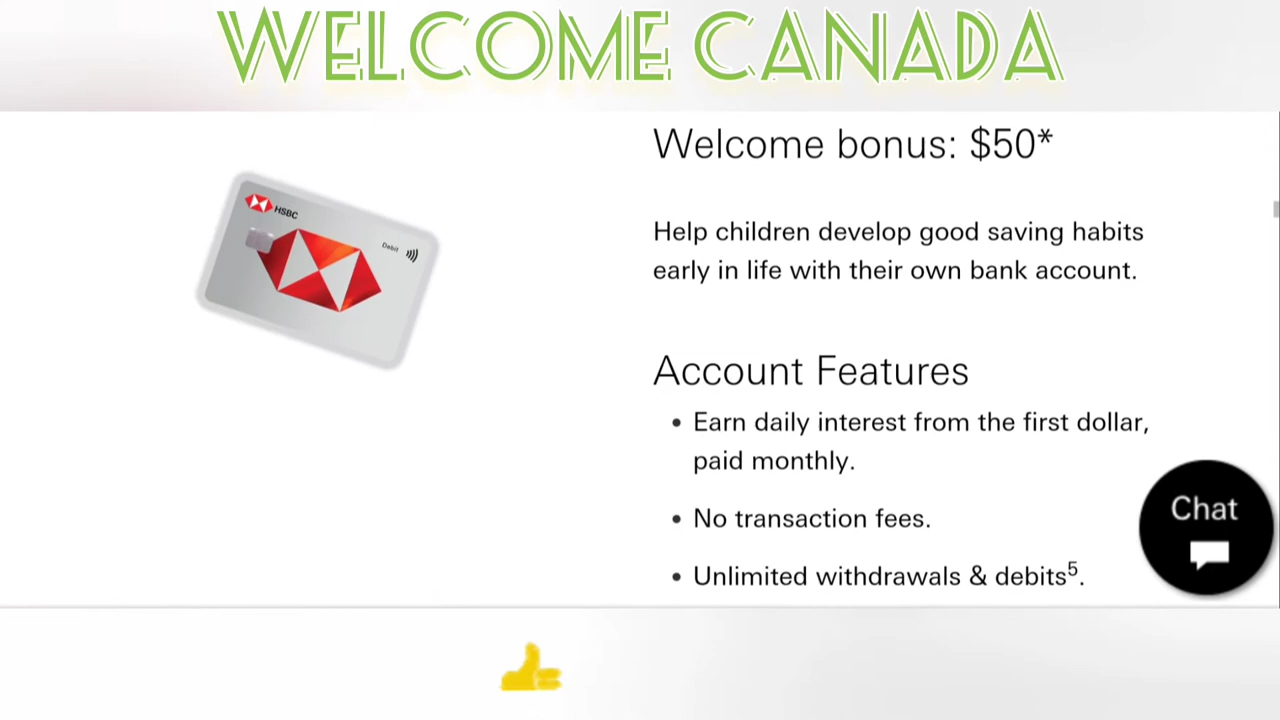 WELCOME CANADA
Welcome bonus: $50*
HSBC
Debit
Help children develop good saving habits
early in life with their own bank account.
Account Features
• Earn daily interest from the first dollar,
paid monthly.
• No transaction fees.
• Unlimited withdrawals & debits⁵.
Chat